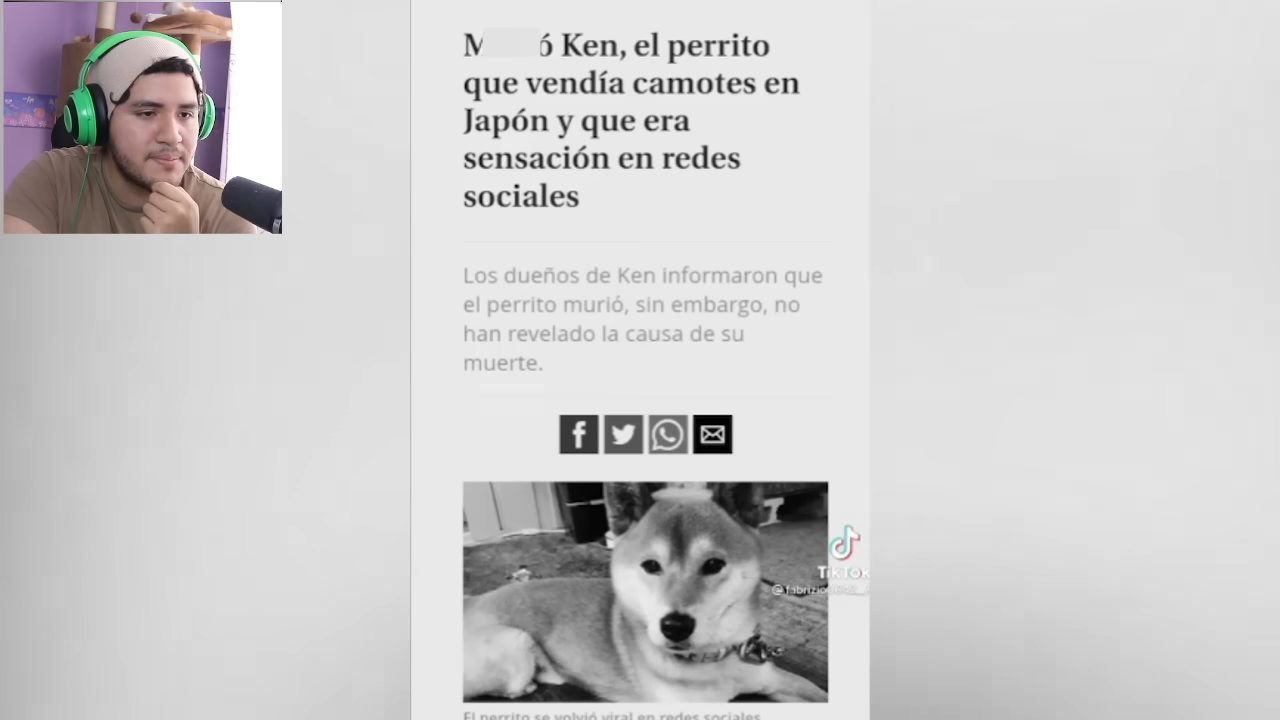 M ó Ken, el perrito
que vendía camotes en
Japón y que era
sensación en redes
sociales
Los dueños de Ken informaron que
el perrito murió, sin embargo, no
han revelado la causa de su
muerte.
TikTok
El perrito se volvió viral en redes sociales